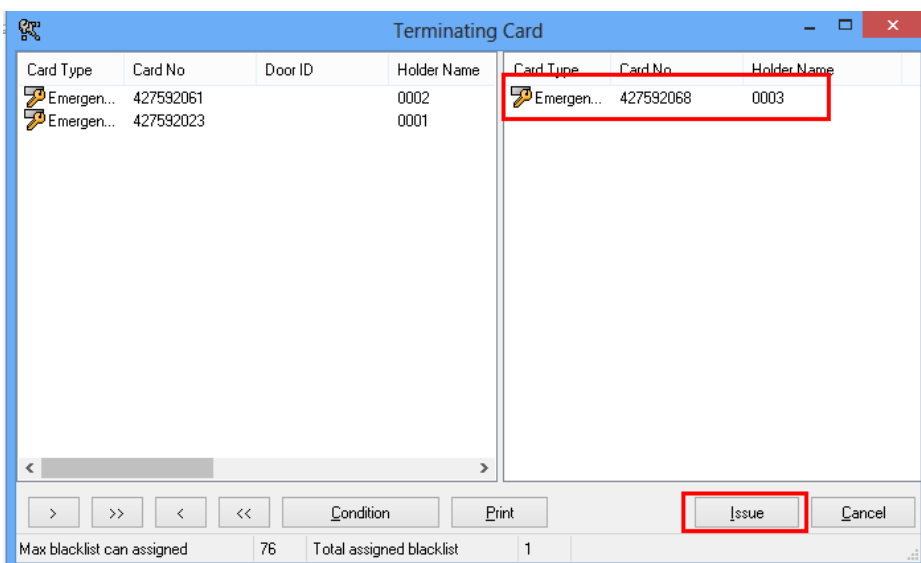 Terminating Card
Card Type Card No Door ID Holder Name
Emergen... 427592061 0002
Emergen... 427592023 0001
Card Type Card No Holder Name
Emergen... 427592068 0003
> >> < << Condition Print Issue Cancel
Max blacklist can assigned 76 Total assigned blacklist 1